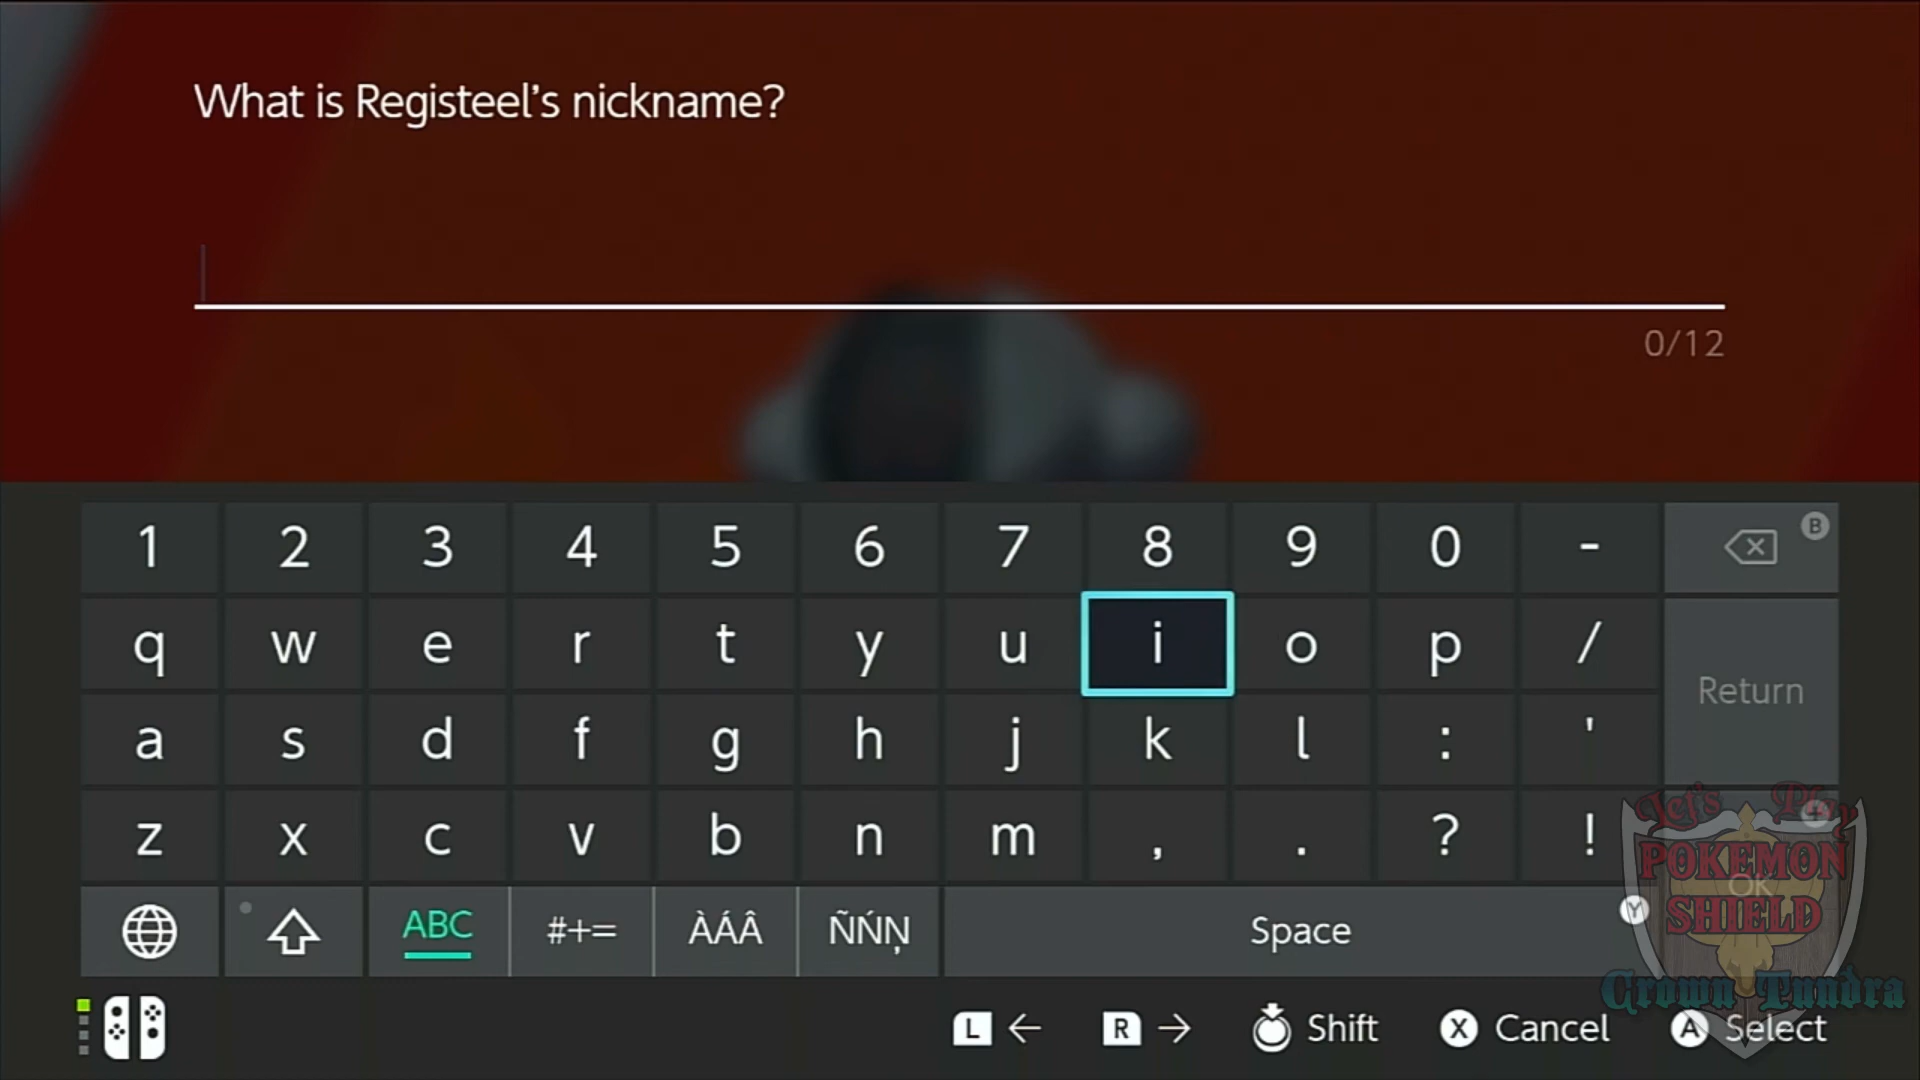 What is Registeel's nickname?
0/12
1 2 3 4 5 6 7 8 9 0 - B
q w e r t y u i o p /
Return
a s d f g h j k l : '
z x c v b n m , . ? ! +
OK
ABC #+= ÀÁÂ ÑŃŅ Space Y
L ← R → Shift X Cancel A Select
Let's Play
POKEMON
SHIELD
Crown Tundra